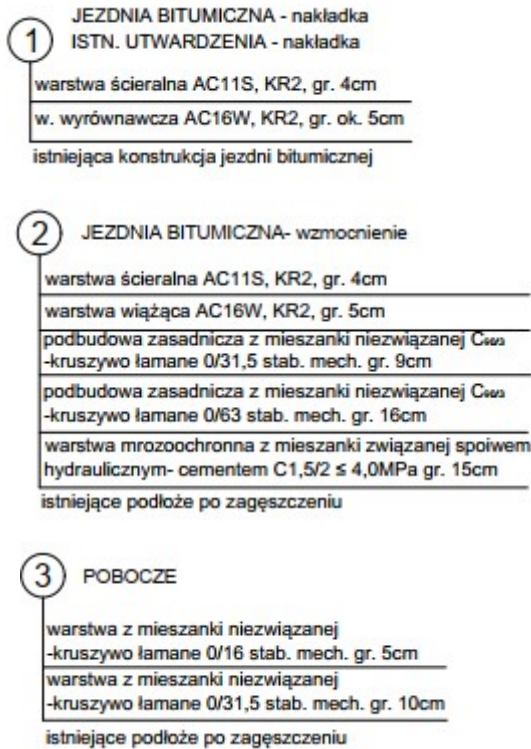 1
JEZDNIA BITUMICZNA - nakładka
ISTN. UTWARDZENIA - nakładka
warstwa ścieralna AC11S, KR2, gr. 4cm
w. wyrównawcza AC16W, KR2, gr. ok. 5cm
istniejąca konstrukcja jezdni bitumicznej
2
JEZDNIA BITUMICZNA- wzmocnienie
warstwa ścieralna AC11S, KR2, gr. 4cm
warstwa wiążąca AC16W, KR2, gr. 5cm
podbudowa zasadnicza z mieszanki niezwiązanej
-kruszywo łamane 0/31,5 stab. mech. gr. 9cm
podbudowa zasadnicza z mieszanki niezwiązanej
-kruszywo łamane 0/63 stab. mech. gr. 16cm
warstwa mrozoochronna z mieszanki związanej spoiwem
hydraulicznym- cementem C1,5/2 ≤ 4,0MPa gr. 15cm
istniejące podłoże po zagęszczeniu
3
POBOCZE
warstwa z mieszanki niezwiązanej
-kruszywo łamane 0/16 stab. mech. gr. 5cm
warstwa z mieszanki niezwiązanej
-kruszywo łamane 0/31,5 stab. mech. gr. 10cm
istniejące podłoże po zagęszczeniu